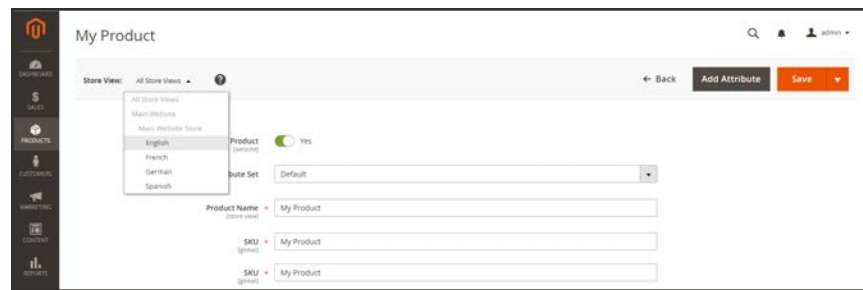 My Product
admin
DASHBOARD
SALES
PRODUCTS
CUSTOMERS
MARKETING
CONTENT
REPORTS
Store View: All Store Views
← Back
Add Attribute
Save
All Store Views
Main Website
Main Website Store
English
French
German
Spanish
Product
[website]
Yes
bute Set
Default
Product Name *
[store view]
My Product
SKU *
[global]
My Product
SKU *
[global]
My Product